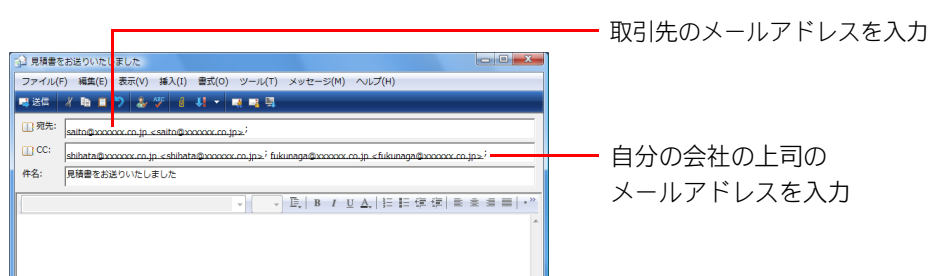 取引先のメールアドレスを入力
見積書をお送りいたしました
ファイル(F) 編集(E) 表示(V) 挿入(I) 書式(O) ツール(T) メッセージ(M) ヘルプ(H)
送信
宛先: saito@xxxxxx.co.jp <saito@xxxxxx.co.jp>;
CC: shibata@xxxxxx.co.jp <shibata@xxxxxx.co.jp>; fukunaga@xxxxxx.co.jp <fukunaga@xxxxxx.co.jp>;
自分の会社の上司の
メールアドレスを入力
件名: 見積書をお送りいたしました
B I U A